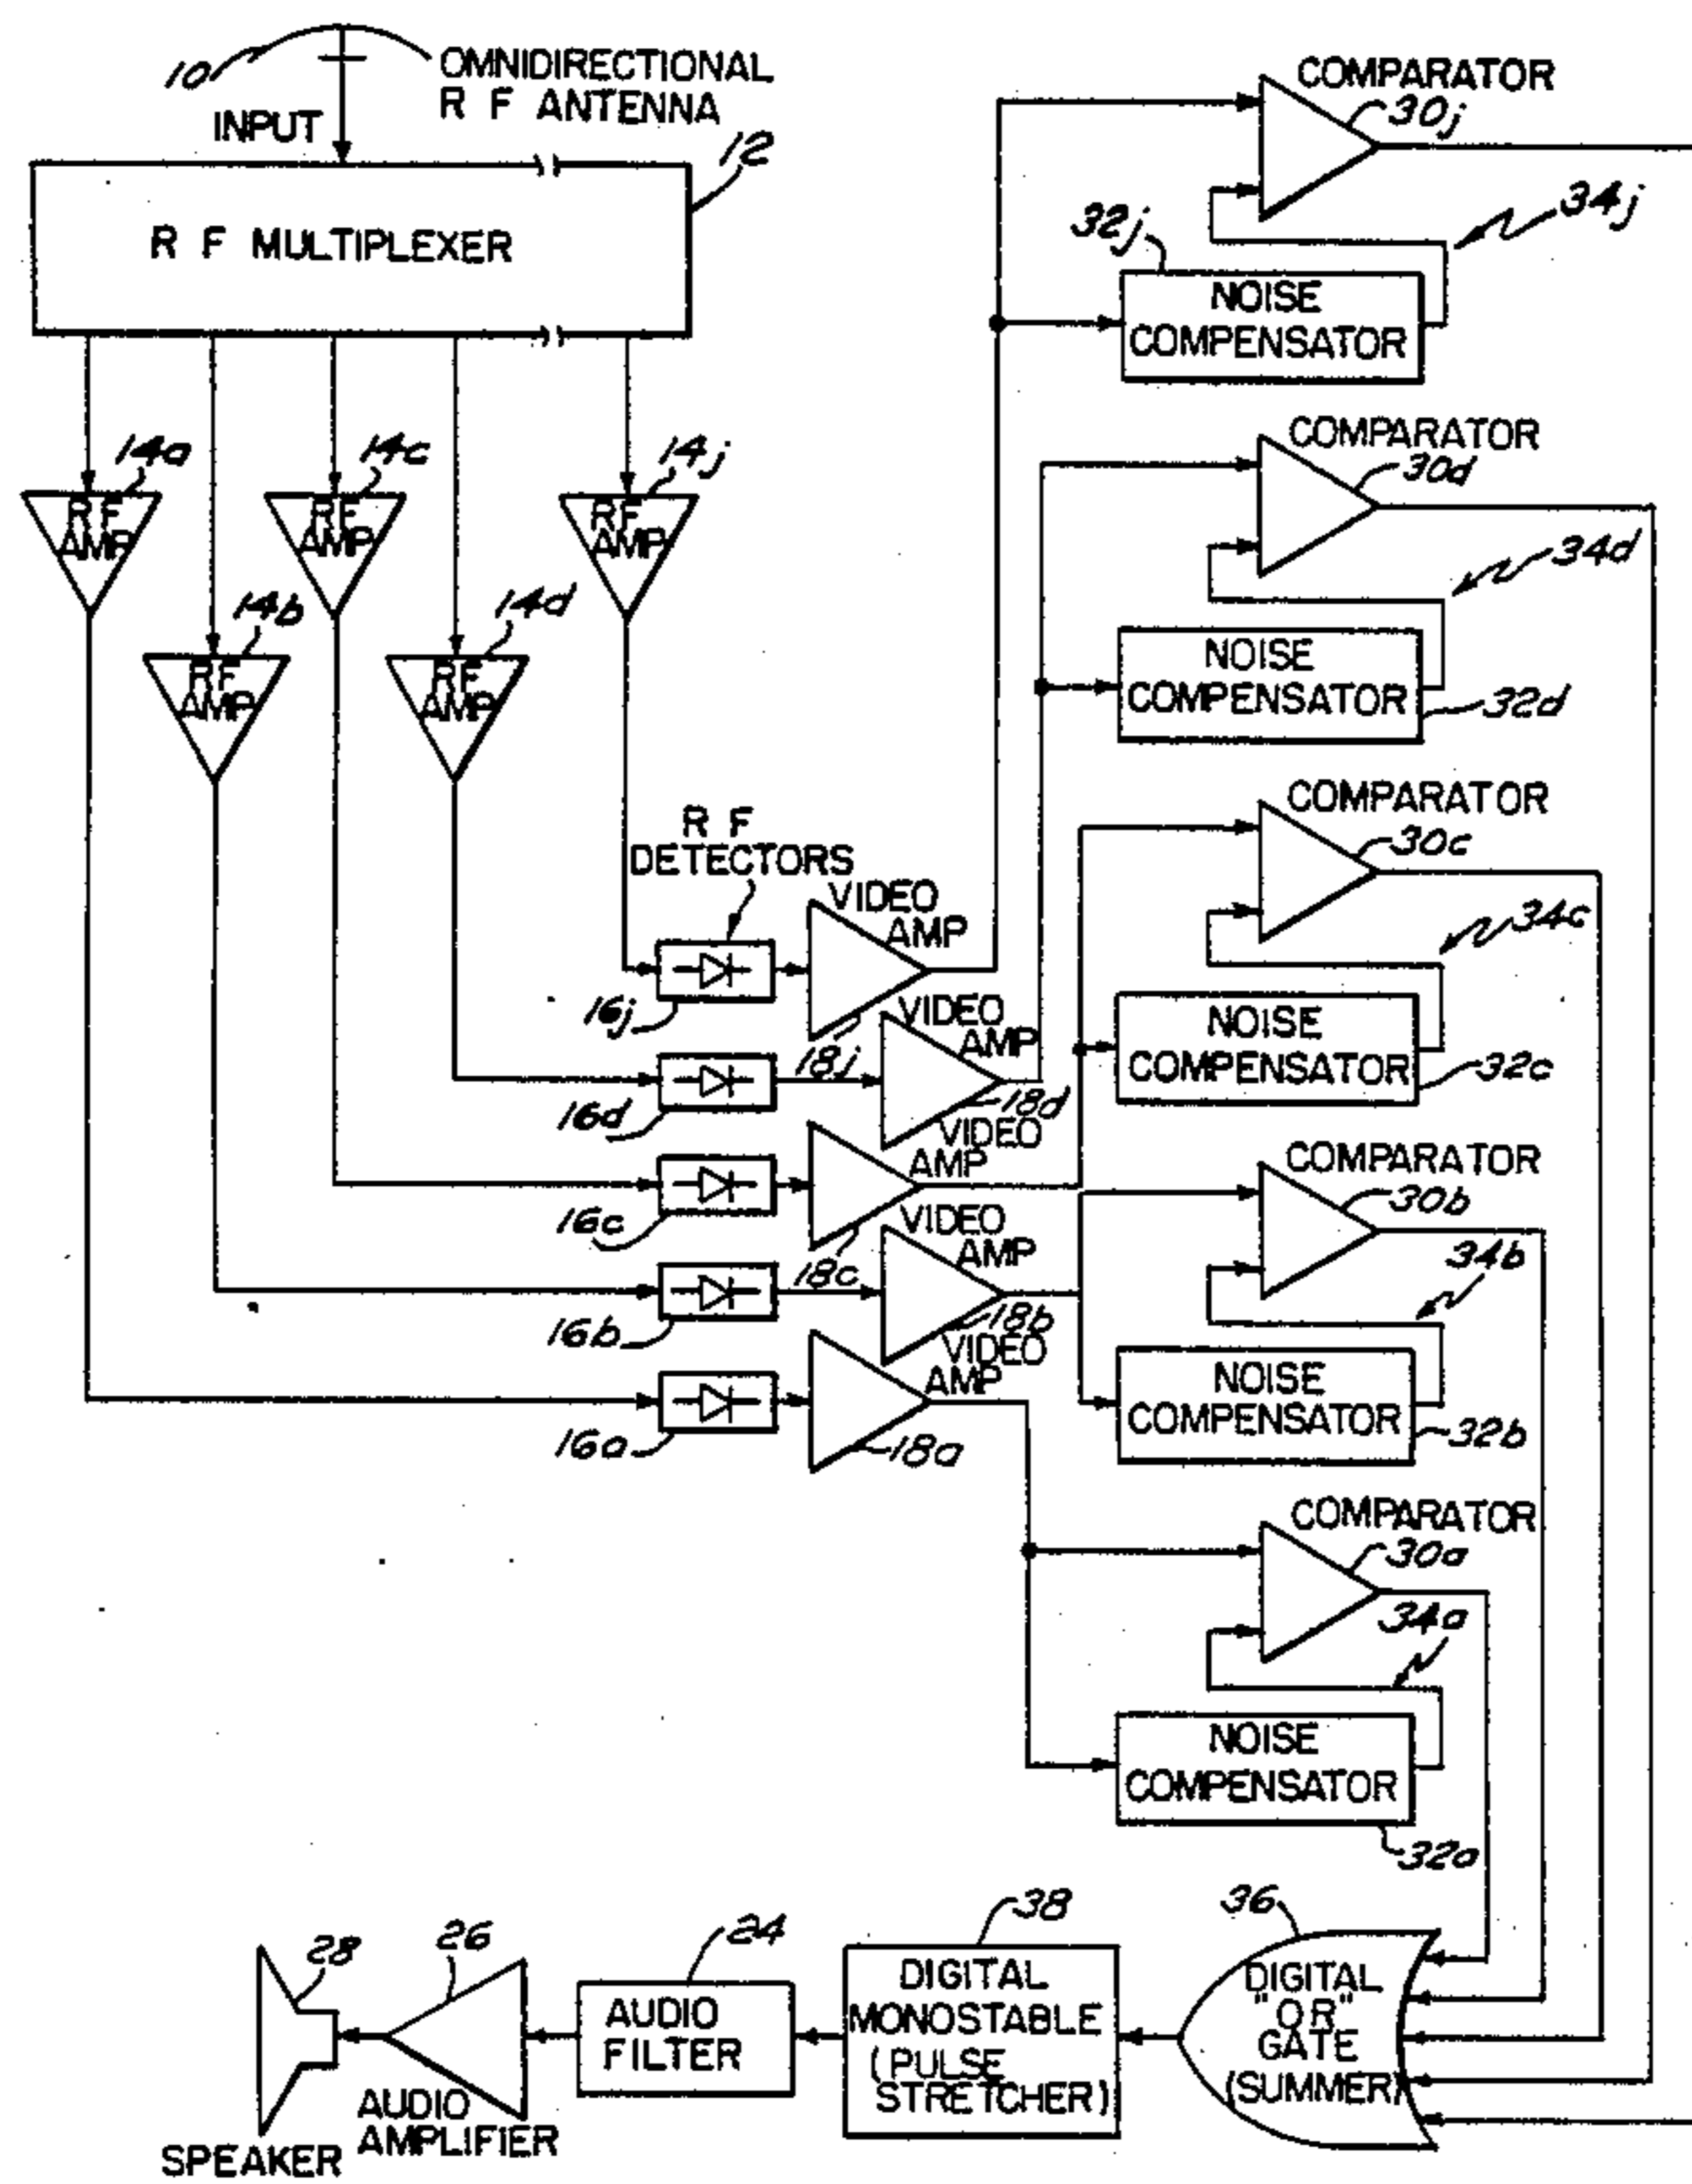 10
OMNIDIRECTIONAL
R F ANTENNA
INPUT
12
R F MULTIPLEXER
14a
14c
14j
RF
AMP
RF
AMP
RF
AMP
14b
14d
RF
AMP
RF
AMP
COMPARATOR
30j
34j
32j
NOISE
COMPENSATOR
COMPARATOR
30d
34d
NOISE
COMPENSATOR
32d
COMPARATOR
30c
34c
NOISE
COMPENSATOR
32c
COMPARATOR
30b
34b
NOISE
COMPENSATOR
32b
COMPARATOR
30a
34a
NOISE
COMPENSATOR
32a
R F
DETECTORS
VIDEO
AMP
16j
18j
VIDEO
AMP
16d
18d
VIDEO
AMP
16c
18c
VIDEO
AMP
16b
18b
VIDEO
AMP
16a
18a
28
26
24
38
36
AUDIO
FILTER
DIGITAL
MONOSTABLE
(PULSE
STRETCHER)
DIGITAL
"OR"
GATE
(SUMMER)
AUDIO
AMPLIFIER
SPEAKER